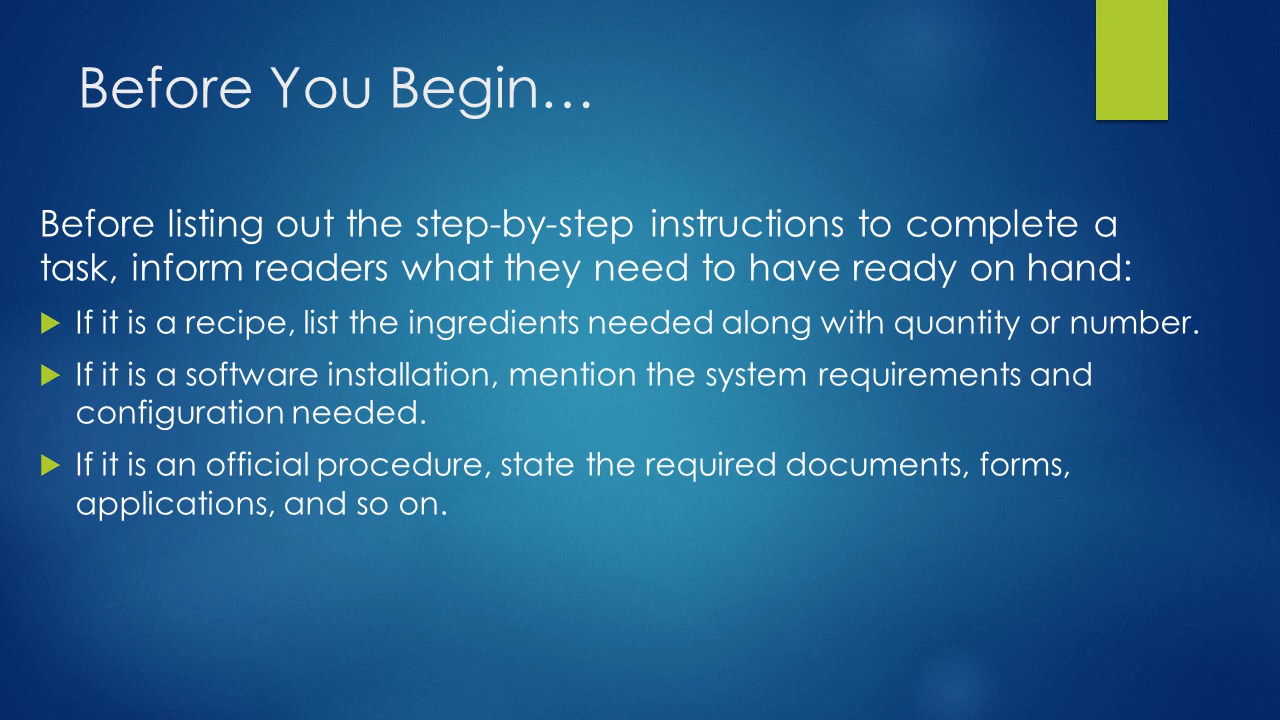 Before You Begin…
Before listing out the step-by-step instructions to complete a
task, inform readers what they need to have ready on hand:
If it is a recipe, list the ingredients needed along with quantity or number.
If it is a software installation, mention the system requirements and
configuration needed.
If it is an official procedure, state the required documents, forms,
applications, and so on.